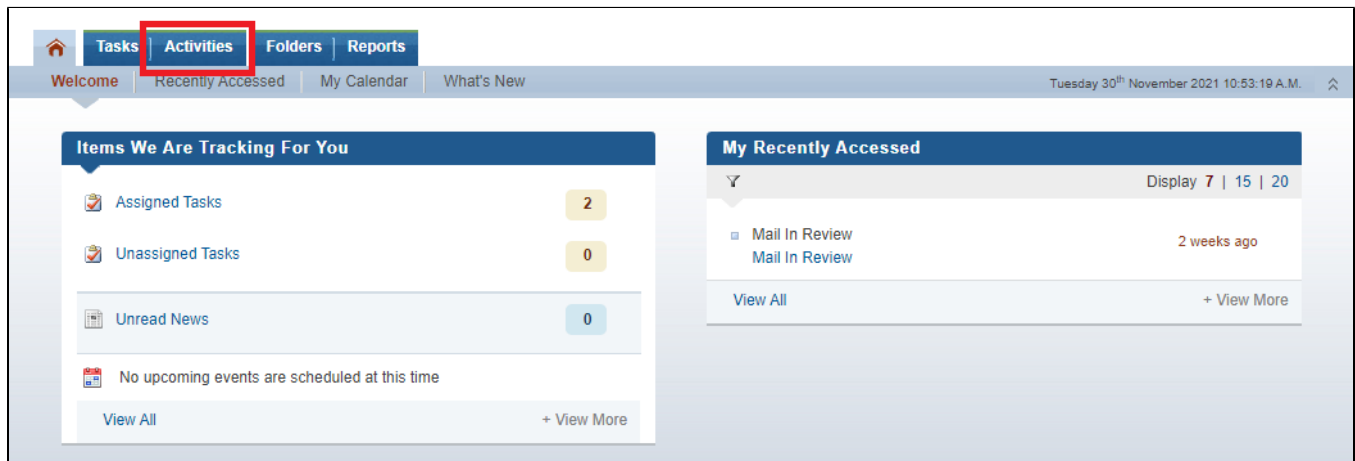 Tasks Activities Folders Reports
Welcome Recently Accessed My Calendar What's New Tuesday 30th November 2021 10:53:19 A.M.
Items We Are Tracking For You
Assigned Tasks 2
Unassigned Tasks 0
Unread News 0
No upcoming events are scheduled at this time
View All + View More
My Recently Accessed
Display 7 | 15 | 20
Mail In Review
Mail In Review
2 weeks ago
View All + View More